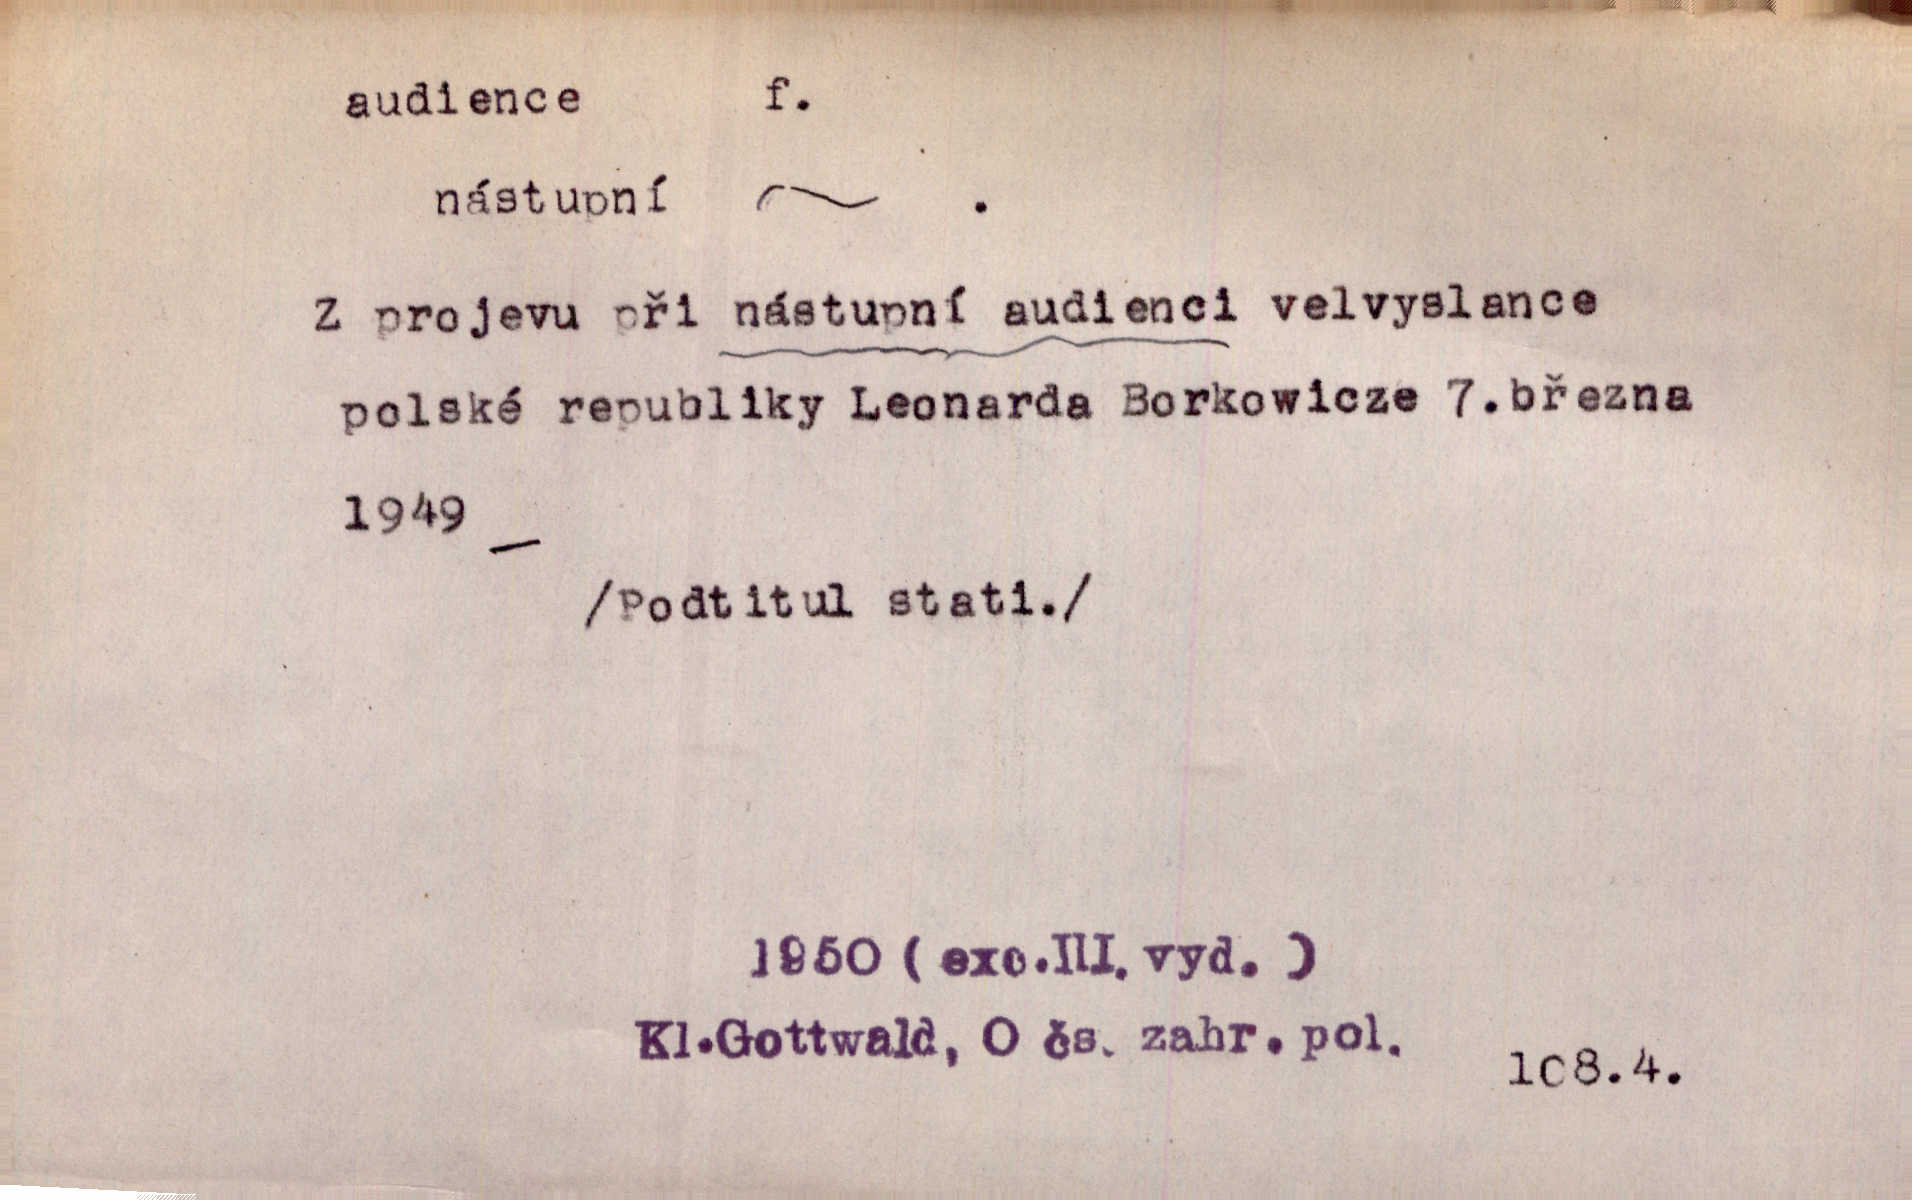 audience f.
nástupní ~ .
Z projevu při nástupní audienci velvyslance
polské republiky Leonarda Borkowicze 7.března
1949 _
/Podtitul stati./
1950 ( exc.III. vyd. )
Kl.Gottwald, O čs. zahr. pol.
108.4.